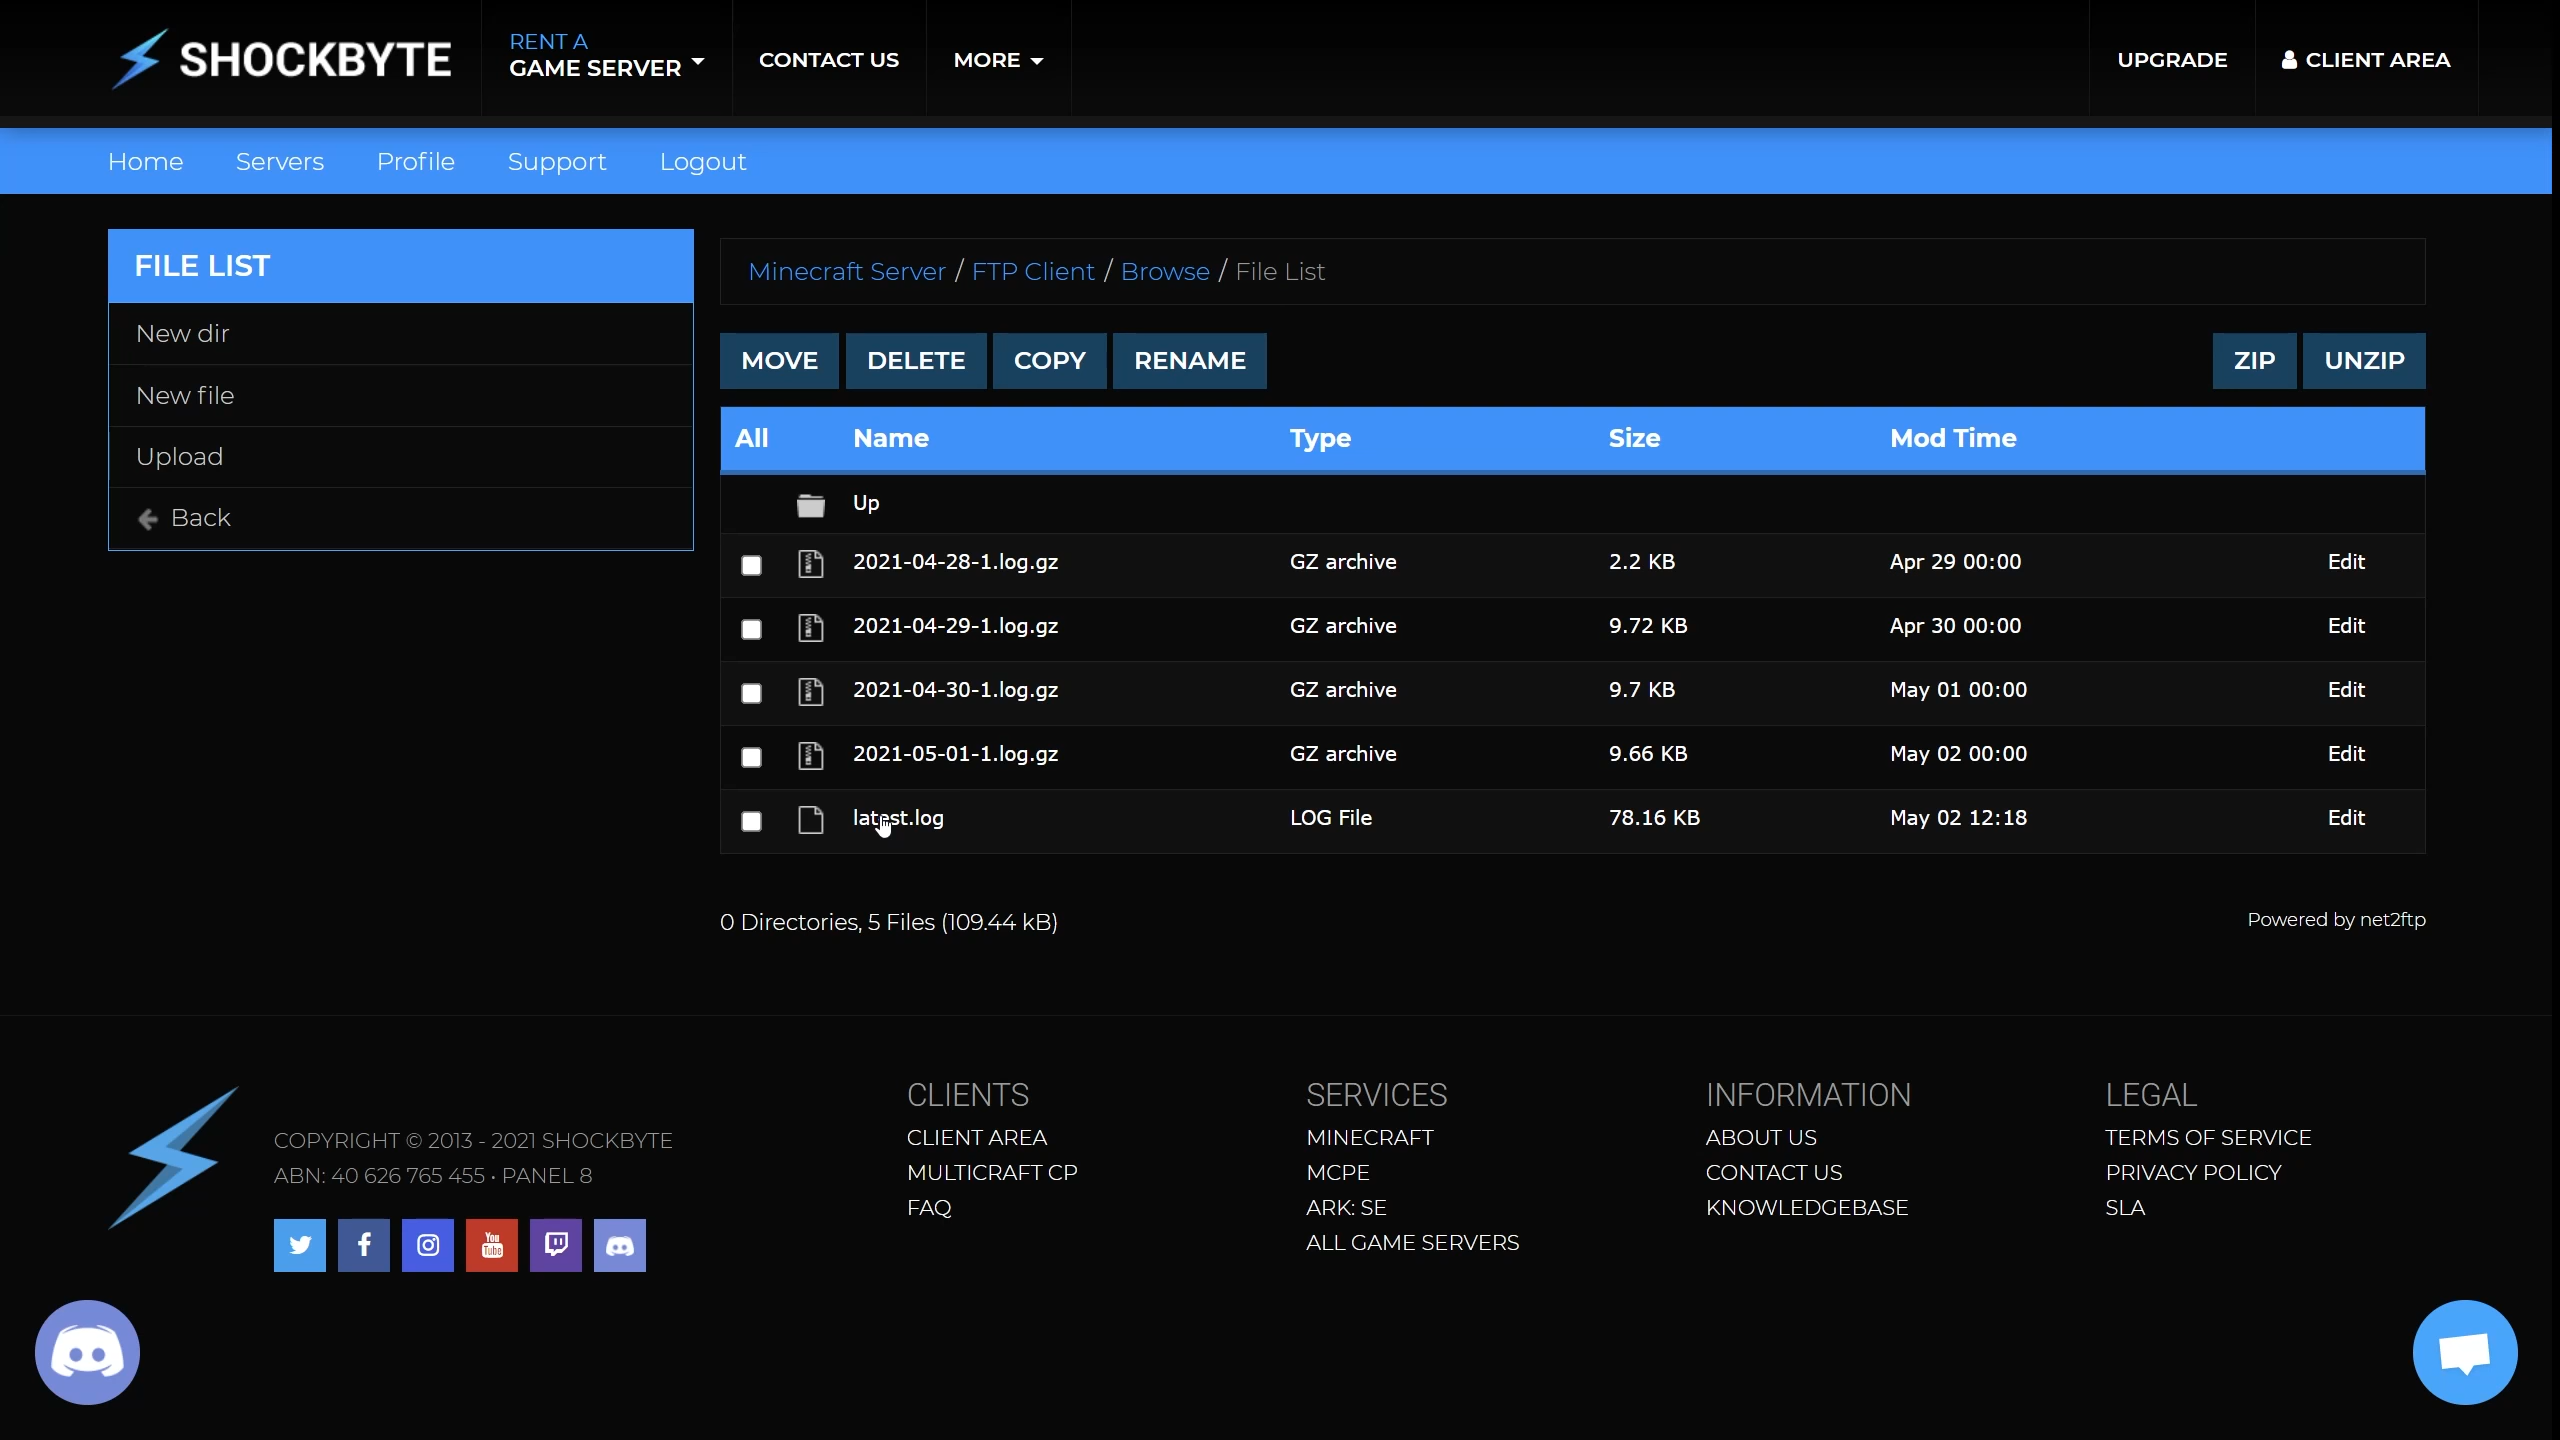 SHOCKBYTE
RENT A
GAME SERVER
CONTACT US
MORE
UPGRADE
CLIENT AREA
Home
Servers
Profile
Support
Logout
FILE LIST
New dir
New file
Upload
Back
Minecraft Server / FTP Client / Browse / File List
MOVE
DELETE
COPY
RENAME
ZIP
UNZIP
All Name Type Size Mod Time
Up
2021-04-28-1.log.gz GZ archive 2.2 KB Apr 29 00:00 Edit
2021-04-29-1.log.gz GZ archive 9.72 KB Apr 30 00:00 Edit
2021-04-30-1.log.gz GZ archive 9.7 KB May 01 00:00 Edit
2021-05-01-1.log.gz GZ archive 9.66 KB May 02 00:00 Edit
latest.log LOG File 78.16 KB May 02 12:18 Edit
0 Directories, 5 Files (109.44 kB)
Powered by net2ftp
COPYRIGHT © 2013 - 2021 SHOCKBYTE
ABN: 40 626 765 455 • PANEL 8
You
Tube
CLIENTS
CLIENT AREA
MULTICRAFT CP
FAQ
SERVICES
MINECRAFT
MCPE
ARK: SE
ALL GAME SERVERS
INFORMATION
ABOUT US
CONTACT US
KNOWLEDGEBASE
LEGAL
TERMS OF SERVICE
PRIVACY POLICY
SLA